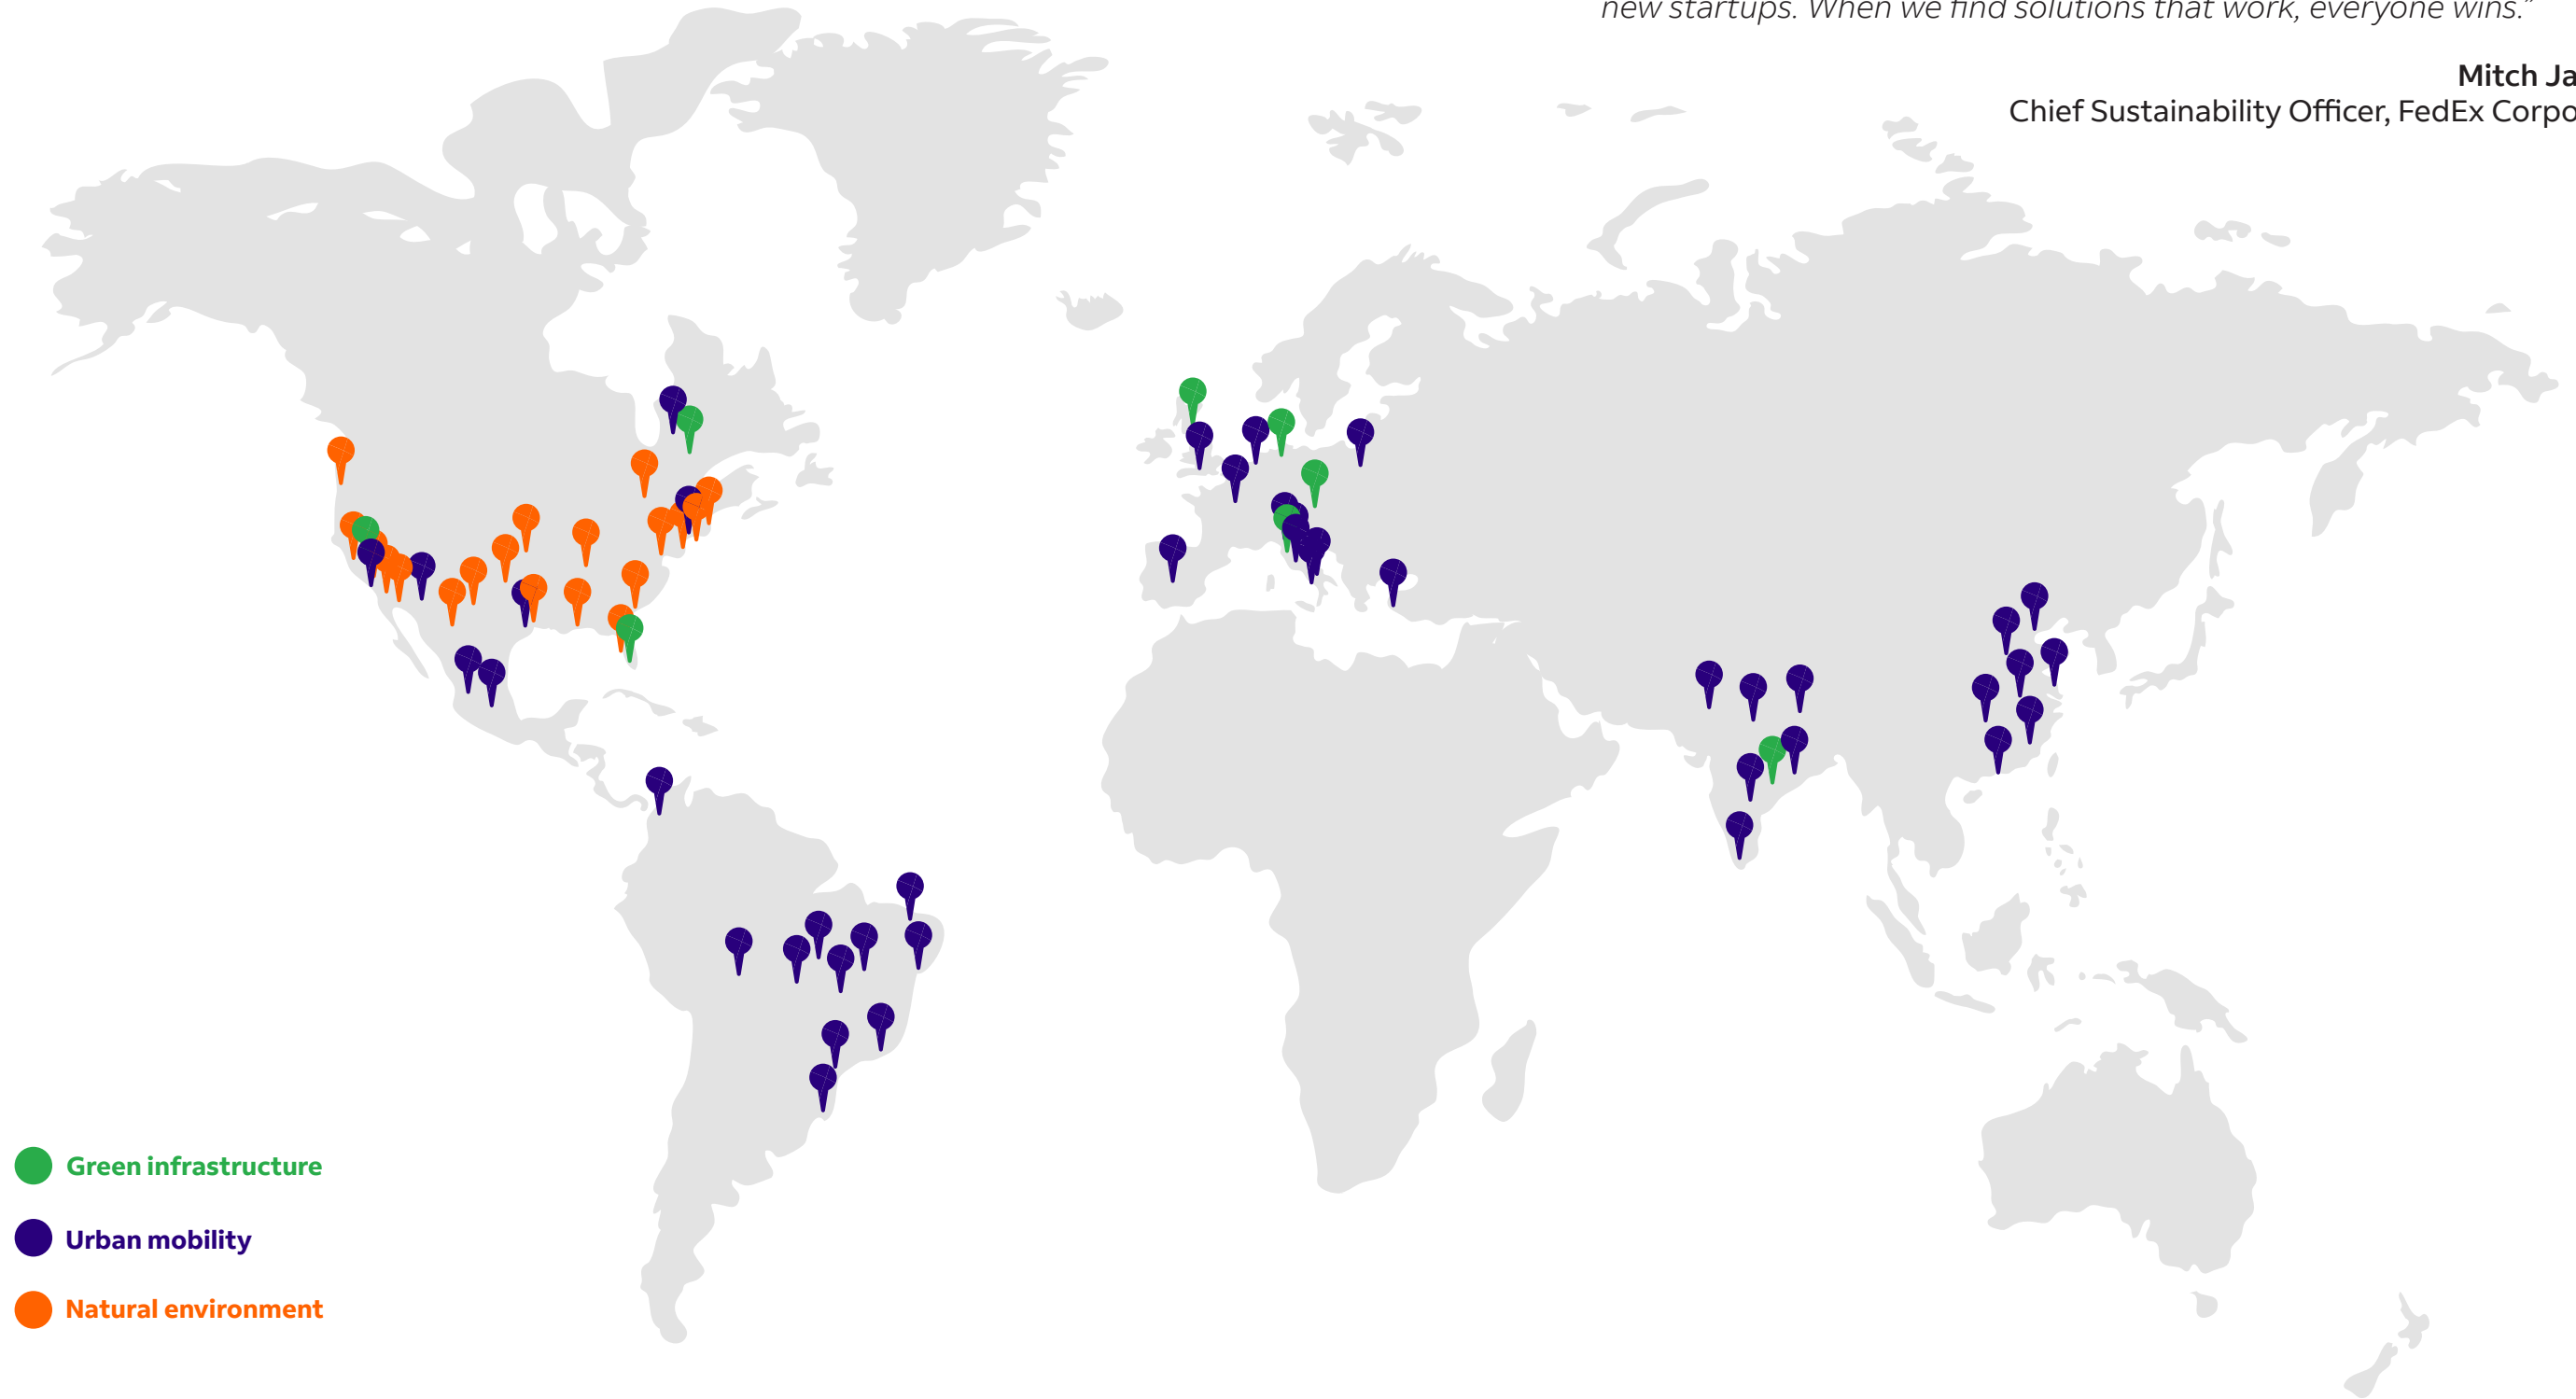 new startups. When we find solutions that work, everyone wins.”
Mitch Ja
Chief Sustainability Officer, FedEx Corpo
Green infrastructure
Urban mobility
Natural environment